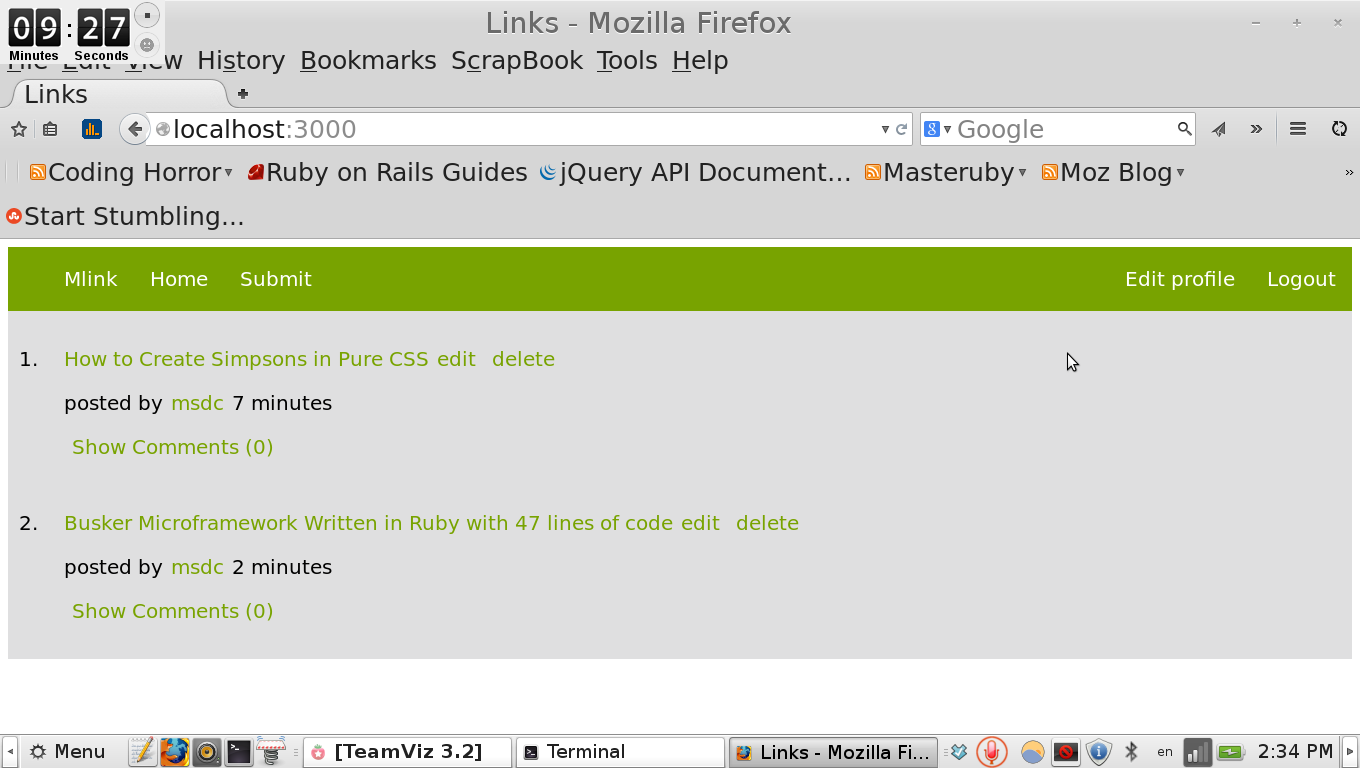 09:27
Minutes Seconds
Links - Mozilla Firefox
File Edit View History Bookmarks ScrapBook Tools Help
Links
localhost:3000
Google
Coding Horror Ruby on Rails Guides jQuery API Document... Masteruby Moz Blog
Start Stumbling...
Mlink Home Submit Edit profile Logout
1. How to Create Simpsons in Pure CSS edit delete
posted by msdc 7 minutes
Show Comments (0)
2. Busker Microframework Written in Ruby with 47 lines of code edit delete
posted by msdc 2 minutes
Show Comments (0)
Menu [TeamViz 3.2] Terminal Links - Mozilla Fi... en 2:34 PM